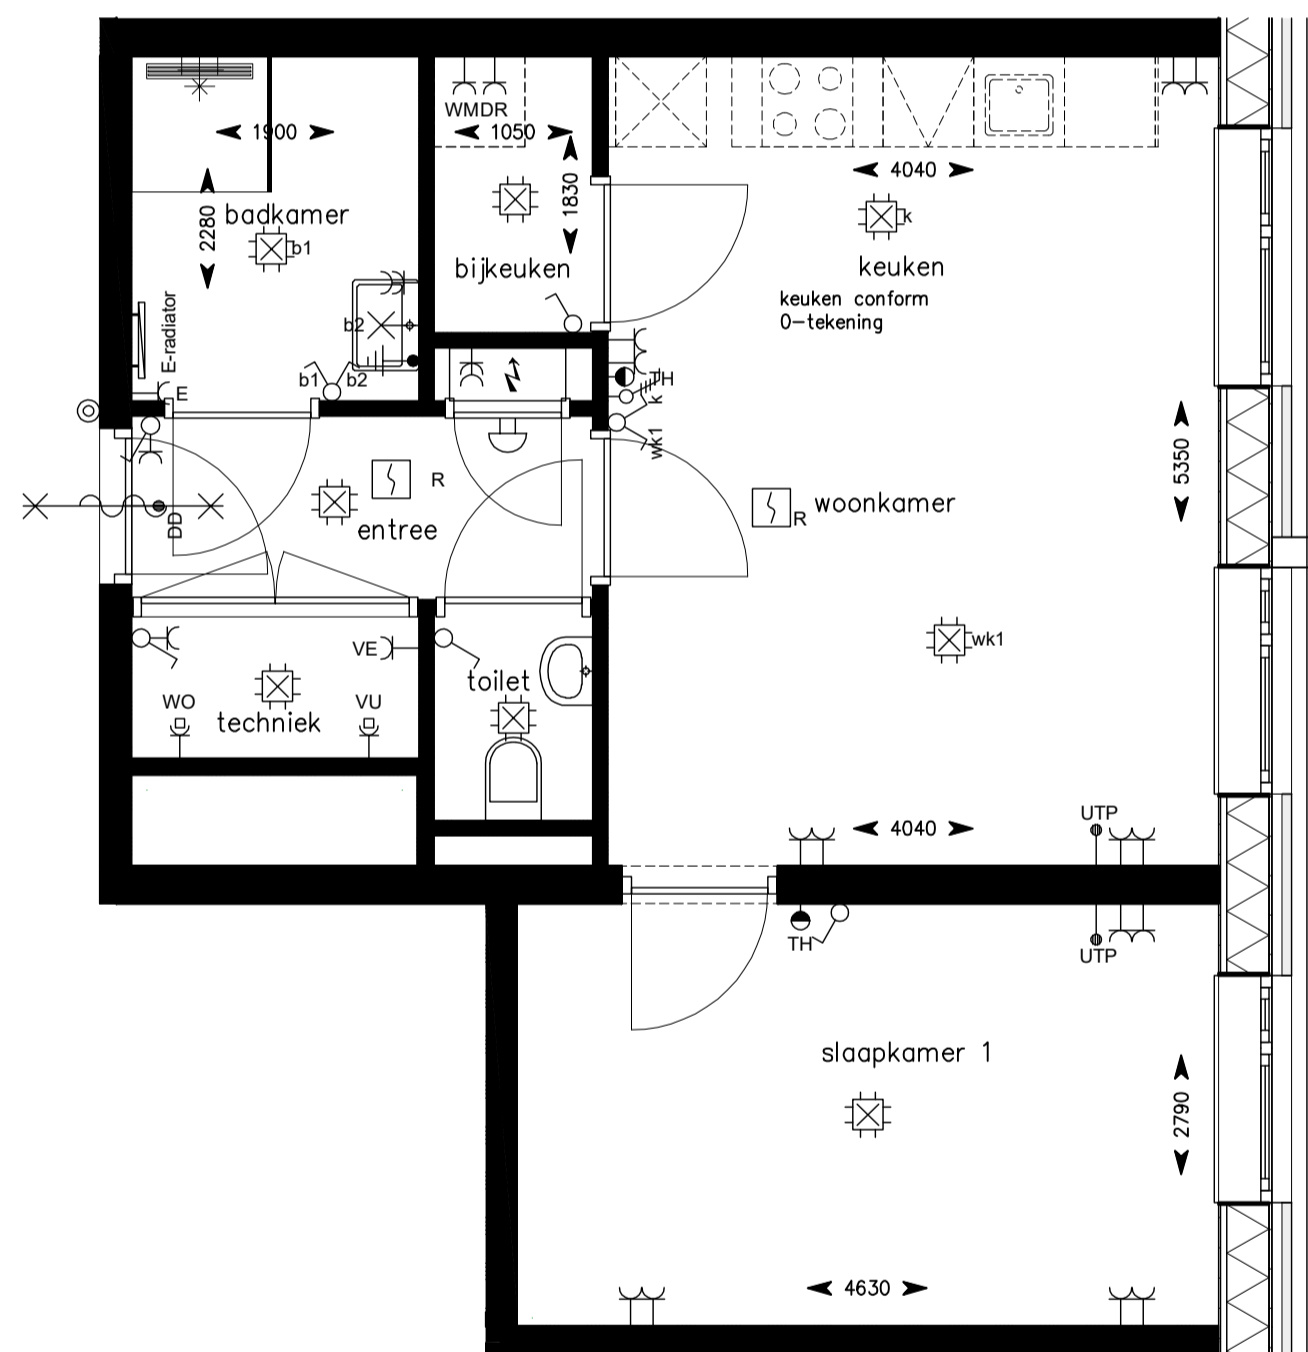 WMDR
1900
1050
4040
1830
2280
badkamer
b1
k
bijkeuken
keuken
keuken conform
0-tekening
E-radiator
b2
b1
b2
E
TH
k
wk1
5350
R
entree
DD
woonkamer
R
wk1
VE
toilet
WO
techniek
VU
4040
UTP
TH
UTP
slaapkamer 1
2790
4630